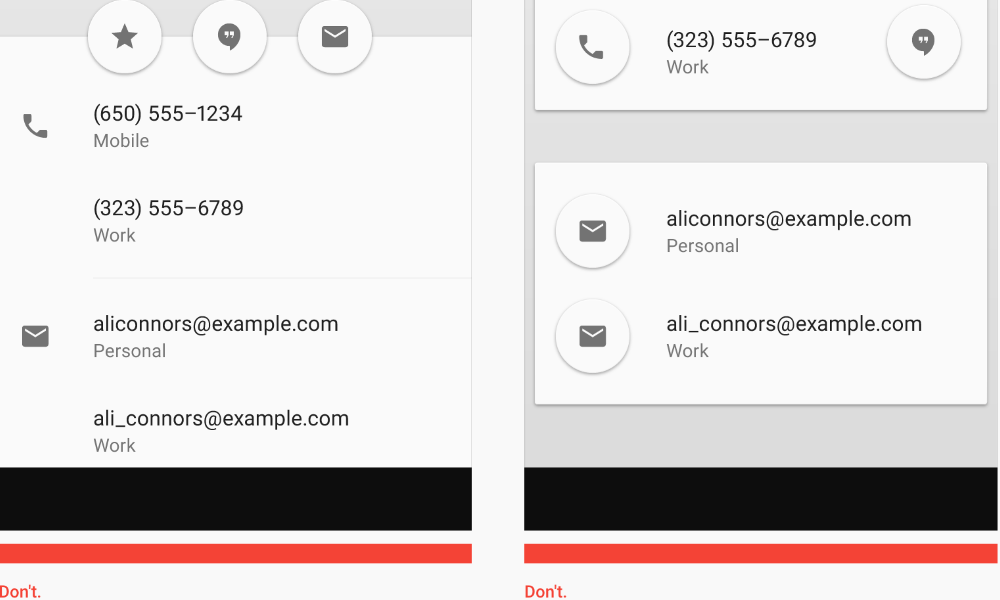 (650) 555–1234
Mobile
(323) 555–6789
Work
aliconnors@example.com
Personal
ali_connors@example.com
Work
Don't.
(323) 555–6789
Work
aliconnors@example.com
Personal
ali_connors@example.com
Work
Don't.